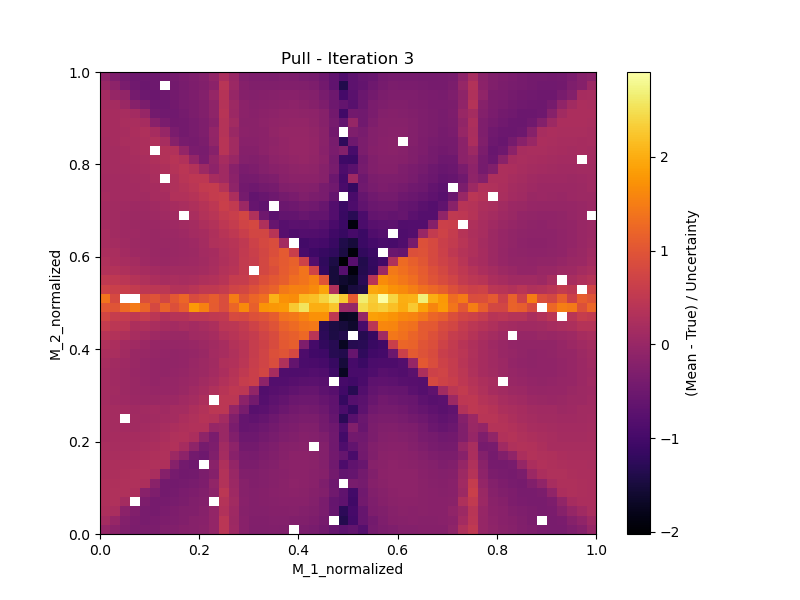 Pull - Iteration 3
1.0
0.8
0.6
0.4
0.2
0.0
M_2_normalized
0.0 0.2 0.4 0.6 0.8 1.0
M_1_normalized
2
1
0
−1
−2
(Mean - True) / Uncertainty